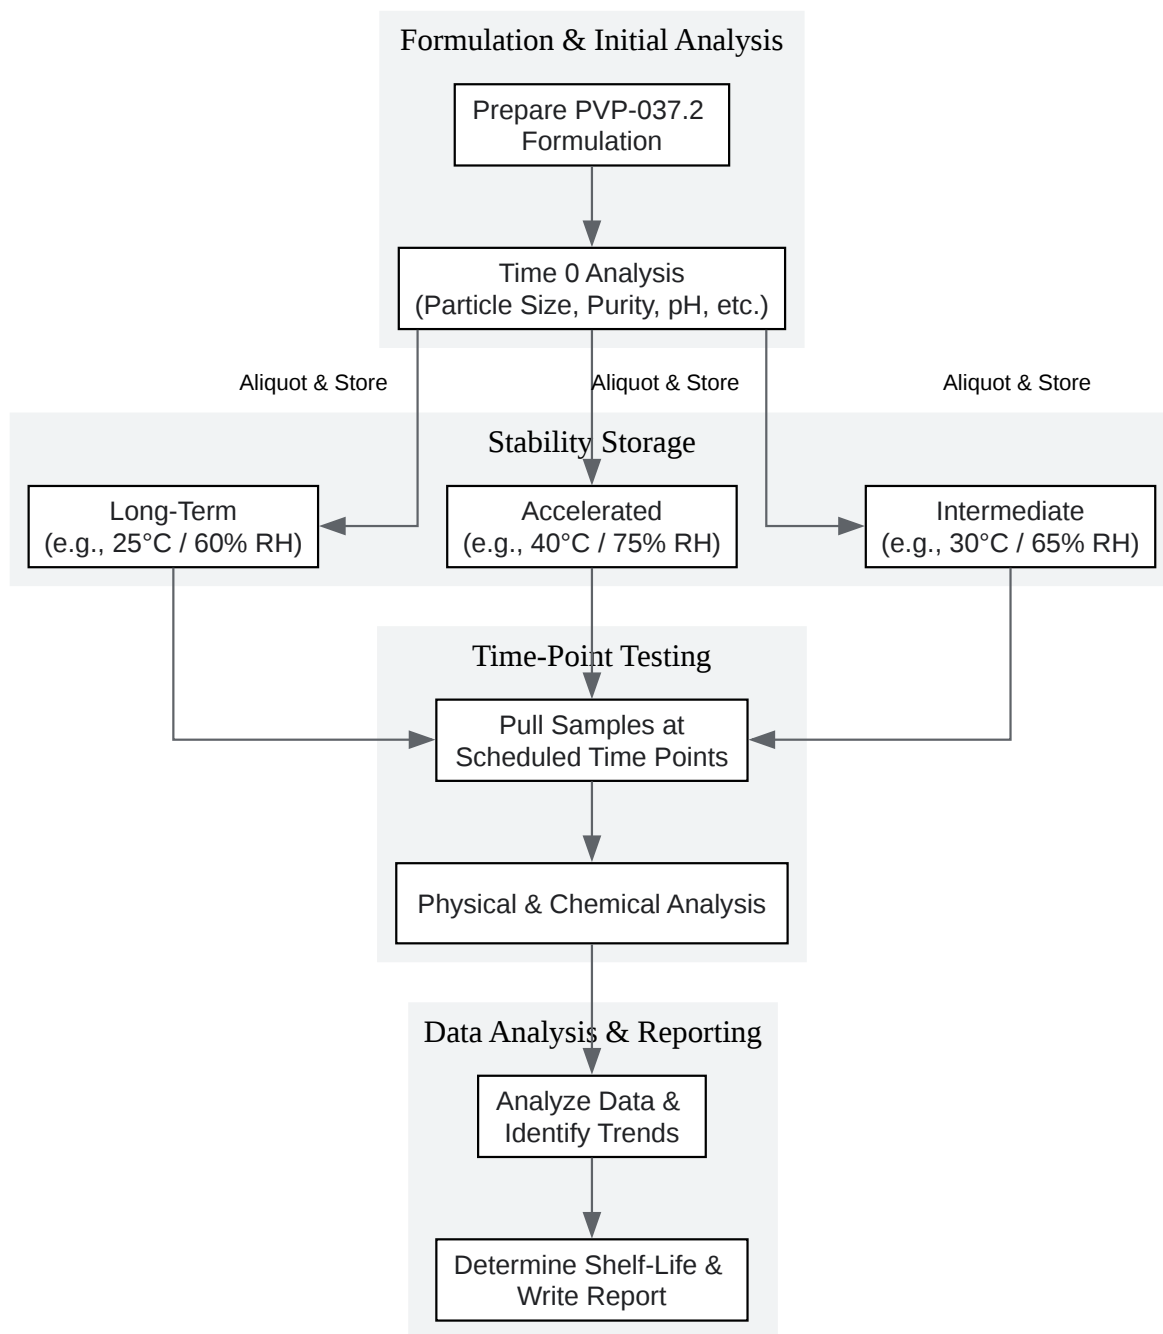 Formulation & Initial Analysis
Prepare PVP-037.2
Formulation
Time 0 Analysis
(Particle Size, Purity, pH, etc.)
Aliquot & Store
Aliquot & Store
Aliquot & Store
Stability Storage
Long-Term
(e.g., 25°C / 60% RH)
Accelerated
(e.g., 40°C / 75% RH)
Intermediate
(e.g., 30°C / 65% RH)
Time-Point Testing
Pull Samples at
Scheduled Time Points
Physical & Chemical Analysis
Data Analysis & Reporting
Analyze Data &
Identify Trends
Determine Shelf-Life &
Write Report